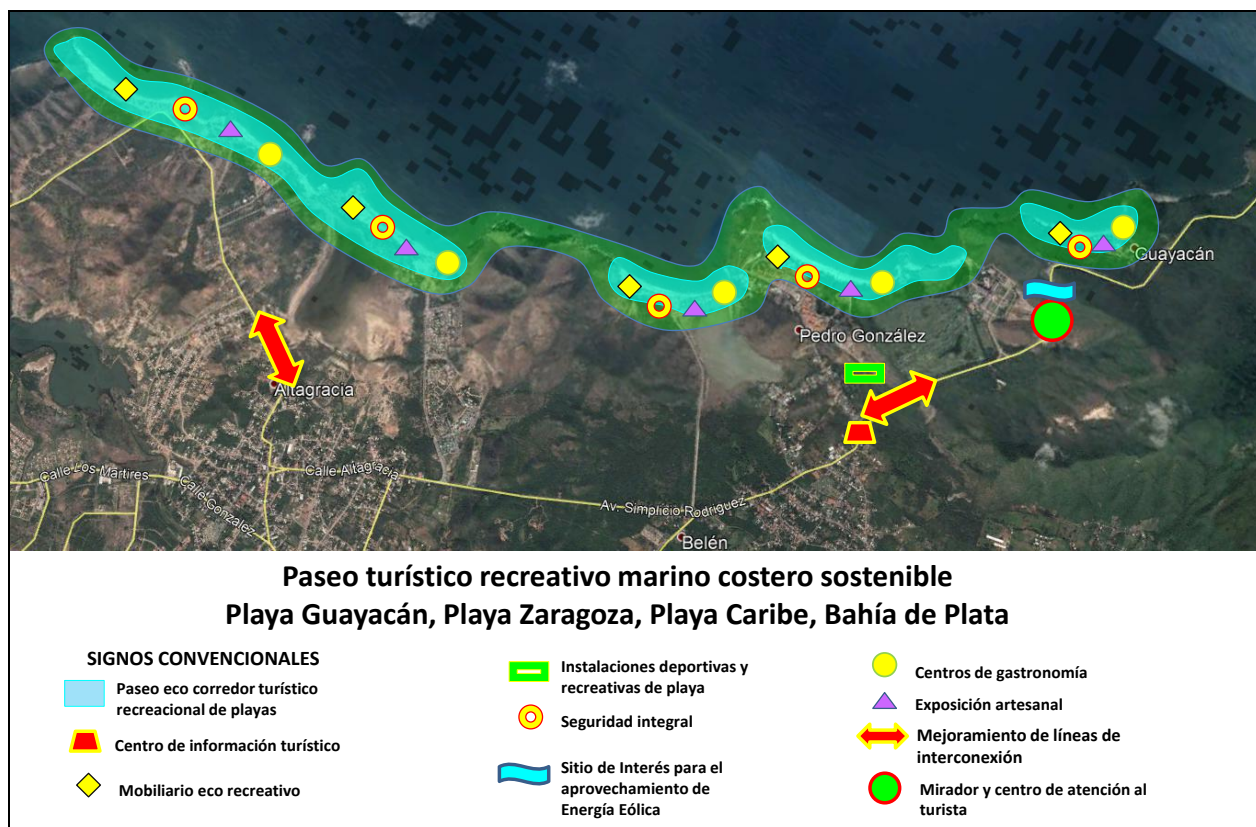 Guayacán
Pedro González
Altagracia
Calle Los Martires
Calle Altagracia
Calle Gonzalez
Av. Simplicio Rodriguez
Belén
Paseo turístico recreativo marino costero sostenible
Playa Guayacán, Playa Zaragoza, Playa Caribe, Bahía de Plata
SIGNOS CONVENCIONALES
Paseo eco corredor turístico
recreacional de playas
Centro de información turístico
Mobiliario eco recreativo
Instalaciones deportivas y
recreativas de playa
Seguridad integral
Sitio de Interés para el
aprovechamiento de
Energía Eólica
Centros de gastronomía
Exposición artesanal
Mejoramiento de líneas de
interconexión
Mirador y centro de atención al
turista